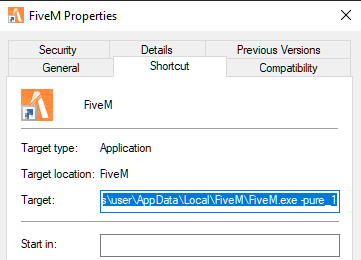 FiveM Properties
Security Details Previous Versions
General Shortcut Compatibility
FiveM
Target type: Application
Target location: FiveM
Target: s\user\AppData\Local\FiveM\FiveM.exe -pure_1
Start in: